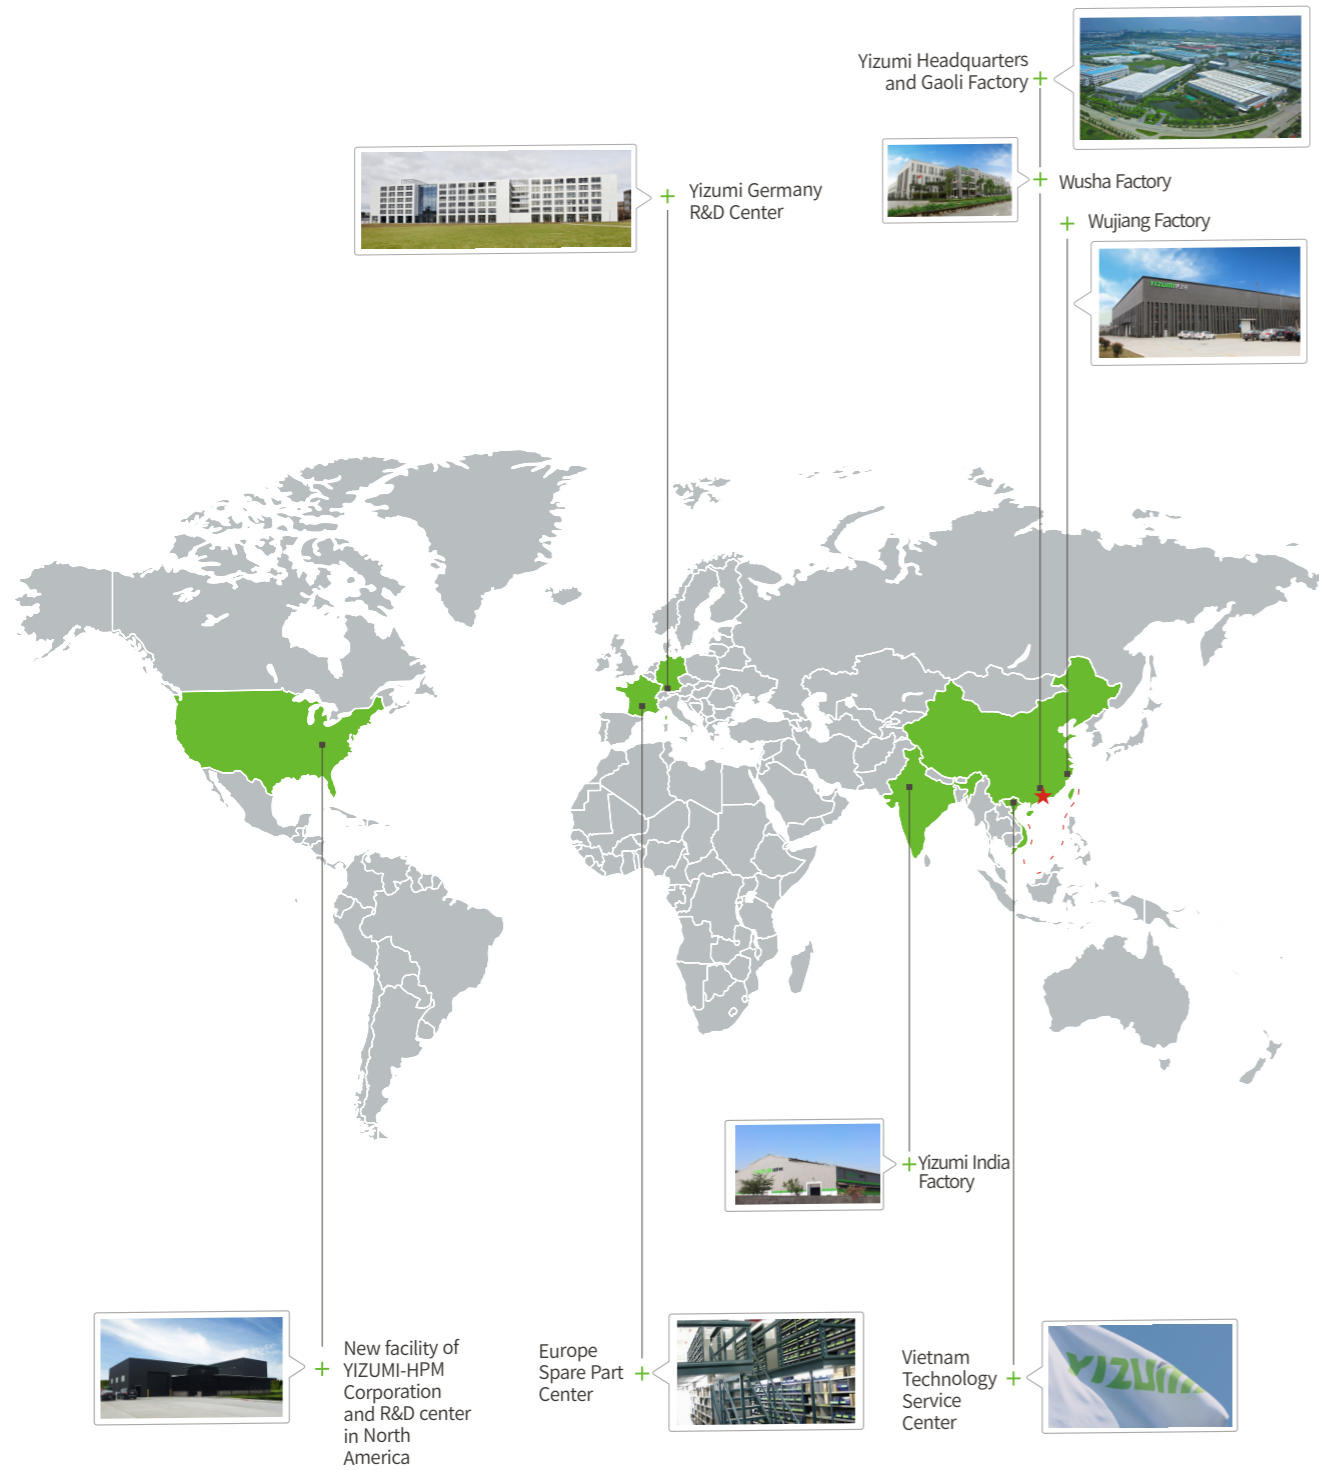 Yizumi Headquarters
and Gaoli Factory
Wusha Factory
Wujiang Factory
YIZUMI
Yizumi Germany
R&D Center
Yizumi India
Factory
New facility of
YIZUMI-HPM
Corporation
and R&D center
in North
America
Europe
Spare Part
Center
Vietnam
Technology
Service
Center
YIZUMI